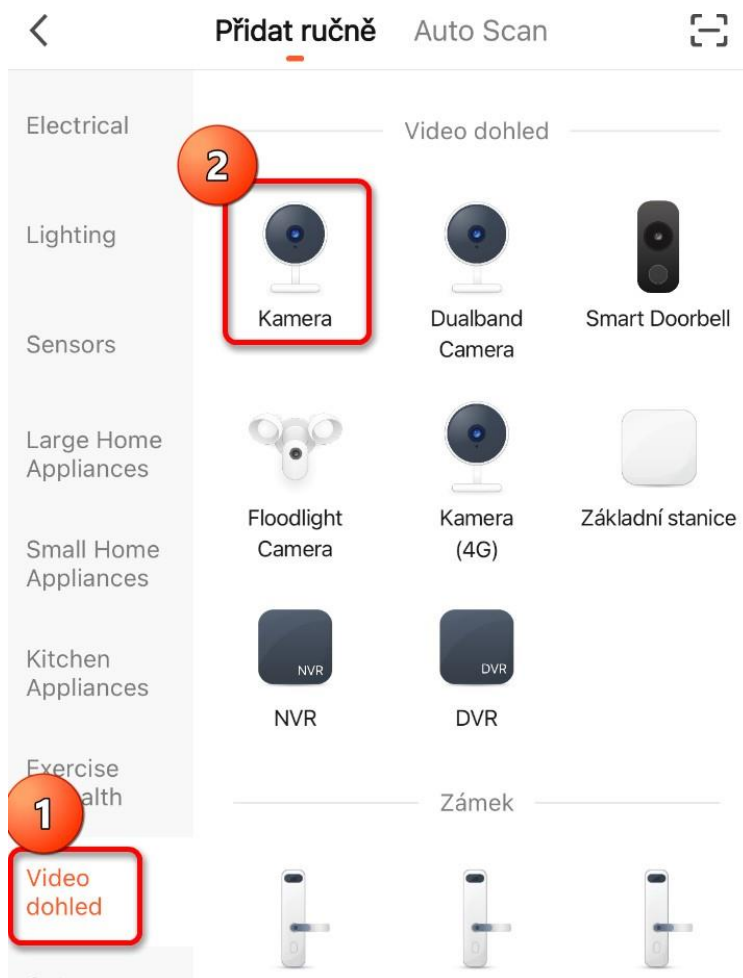 Přidat ručně
Auto Scan
Electrical
Lighting
Sensors
Large Home
Appliances
Small Home
Appliances
Kitchen
Appliances
Exercise
alth
1
Video
dohled
Video dohled
2
Kamera
Dualband
Camera
Smart Doorbell
Floodlight
Camera
Kamera
(4G)
Základní stanice
NVR
NVR
DVR
DVR
Zámek